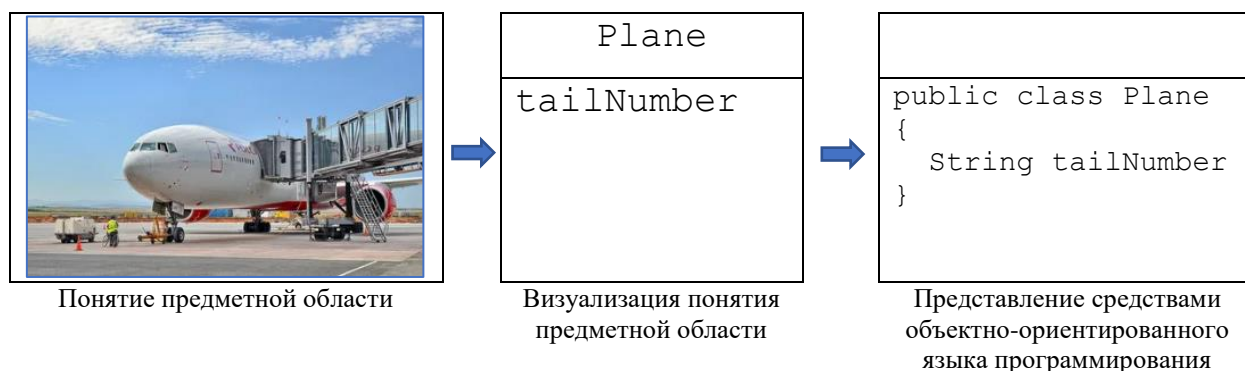 Plane
tailNumber
public class Plane
{
String tailNumber
}
Понятие предметной области
Визуализация понятия
предметной области
Представление средствами
объектно-ориентированного
языка программирования